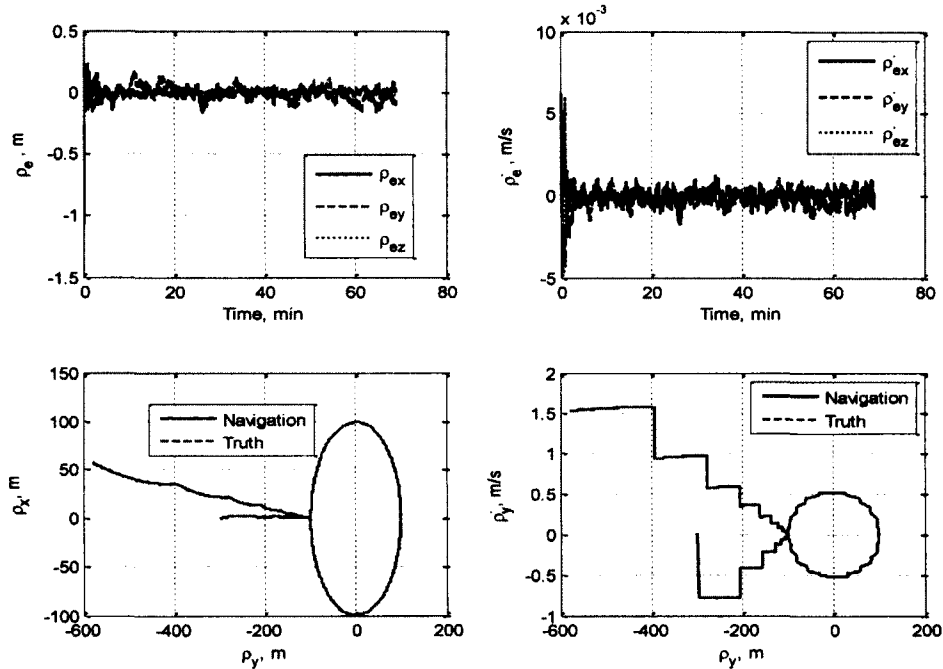 0.5
0
-0.5
-1
-1.5
ρe, m
ρex
ρey
ρez
0 20 40 60 80
Time, min
x 10^-3
10
5
0
-5
ρ̇e, m/s
ρ̇ex
ρ̇ey
ρ̇ez
0 20 40 60 80
Time, min
150
100
50
0
-50
-100
ρx, m
Navigation
Truth
-600 -400 -200 0 200
ρy, m
2
1.5
1
0.5
0
-0.5
-1
ρ̇y, m/s
Navigation
Truth
-600 -400 -200 0 200
ρy, m